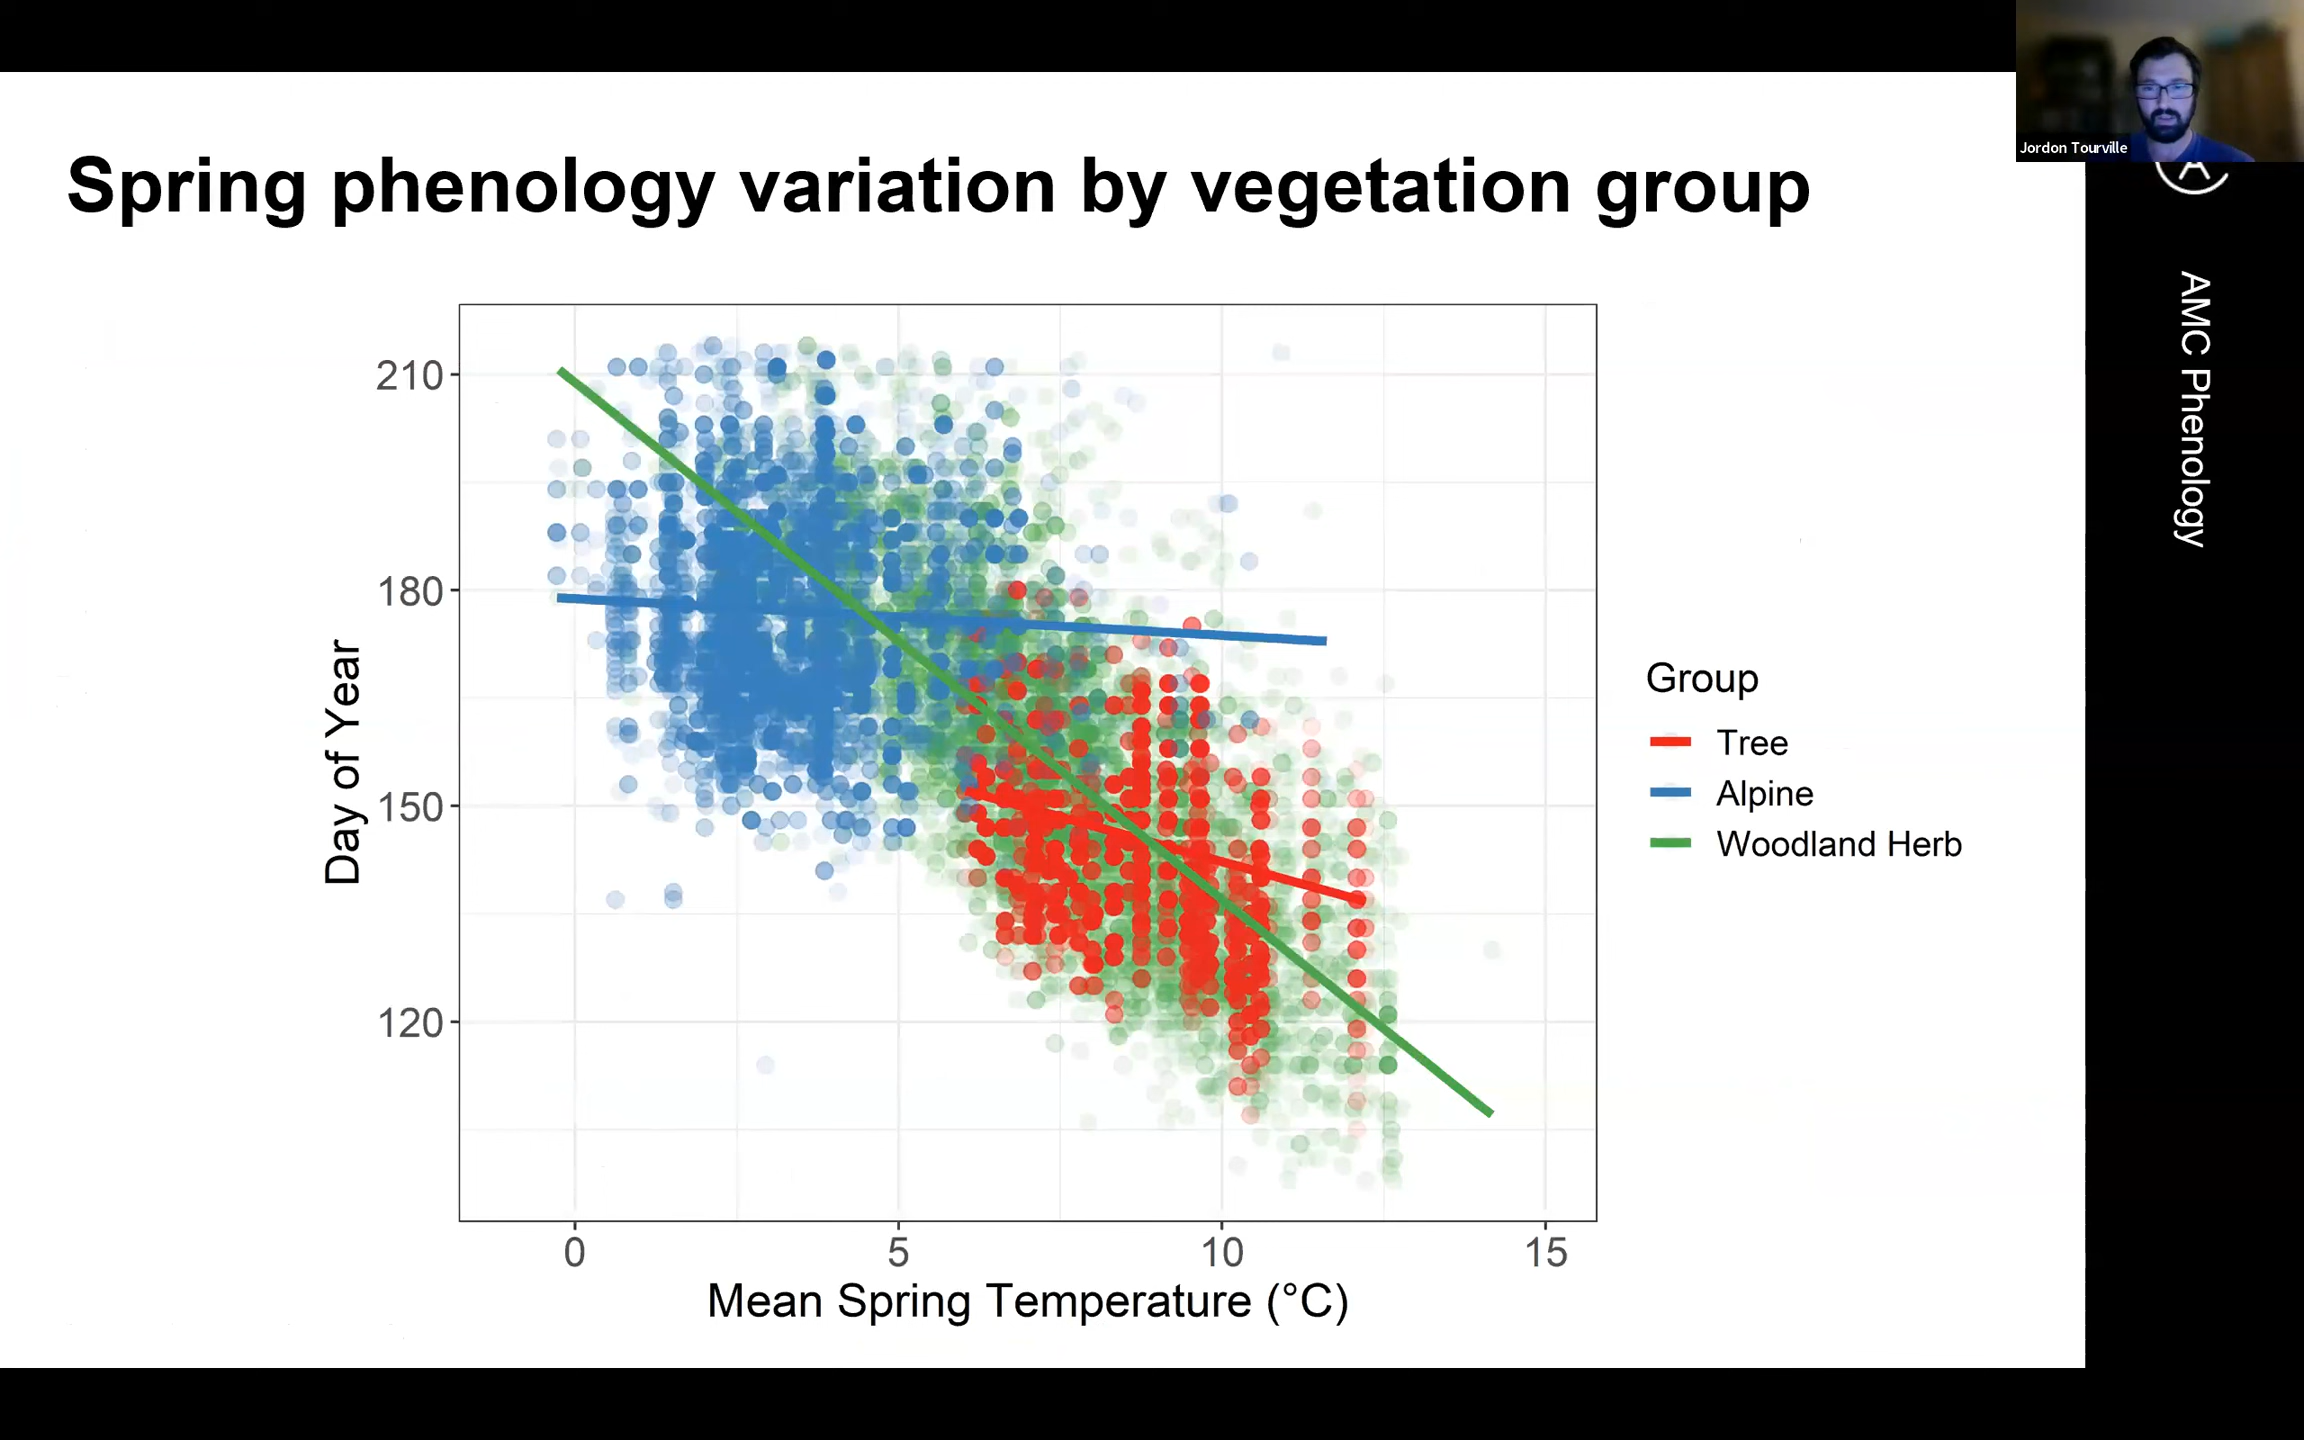 Jordon Tourville
Spring phenology variation by vegetation group
AMC Phenology
210
180
150
120
Day of Year
0 5 10 15
Mean Spring Temperature (°C)
Group
Tree
Alpine
Woodland Herb